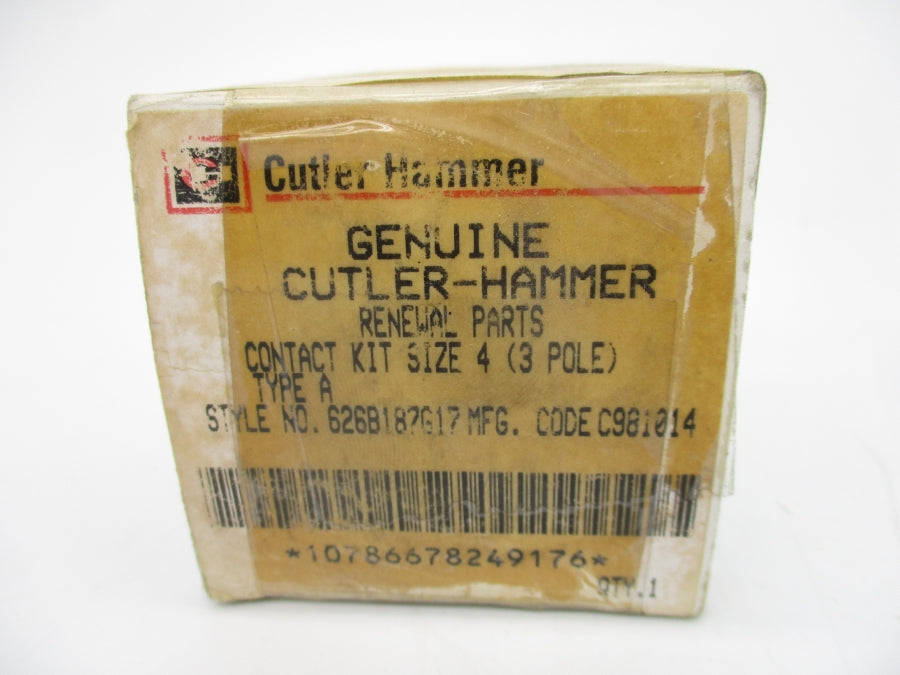 Cutler Hammer
GENUINE
CUTLER-HAMMER
RENEWAL PARTS
CONTACT KIT SIZE 4 (3 POLE)
TYPE A
STYLE NO. 626B187G17 MFG. CODE C981014
*10786678249176*
QTY.1